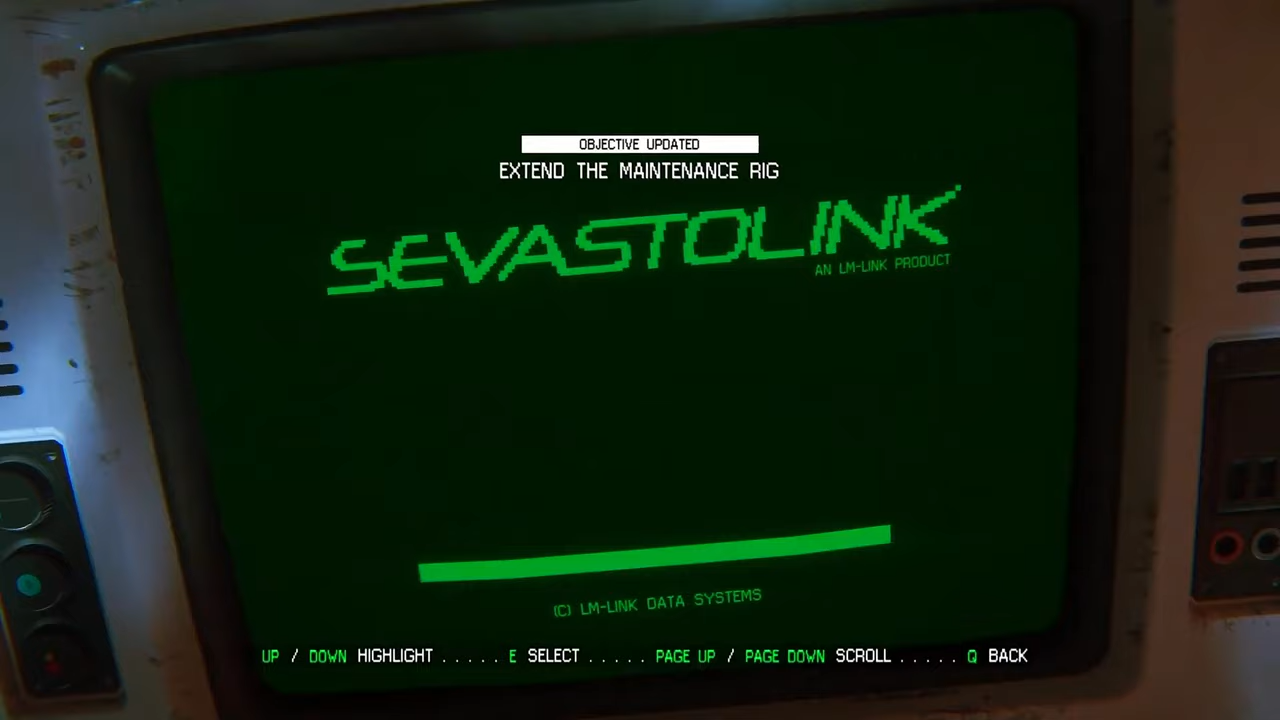 OBJECTIVE UPDATED
EXTEND THE MAINTENANCE RIG
SEVASTOLINK
AN LM-LINK PRODUCT
(C) LM-LINK DATA SYSTEMS
UP / DOWN HIGHLIGHT ..... E SELECT ..... PAGE UP / PAGE DOWN SCROLL ..... Q BACK